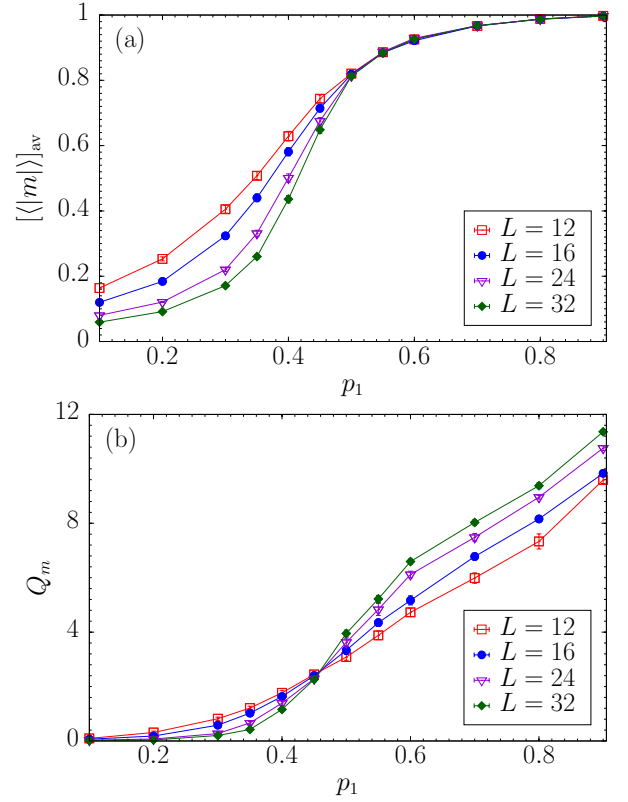 (a)
[⟨|m|⟩]av
1
0.8
0.6
0.4
0.2
0
0.2 0.4 0.6 0.8
p1
L = 12
L = 16
L = 24
L = 32
(b)
Qm
12
8
4
0
0.2 0.4 0.6 0.8
p1
L = 12
L = 16
L = 24
L = 32